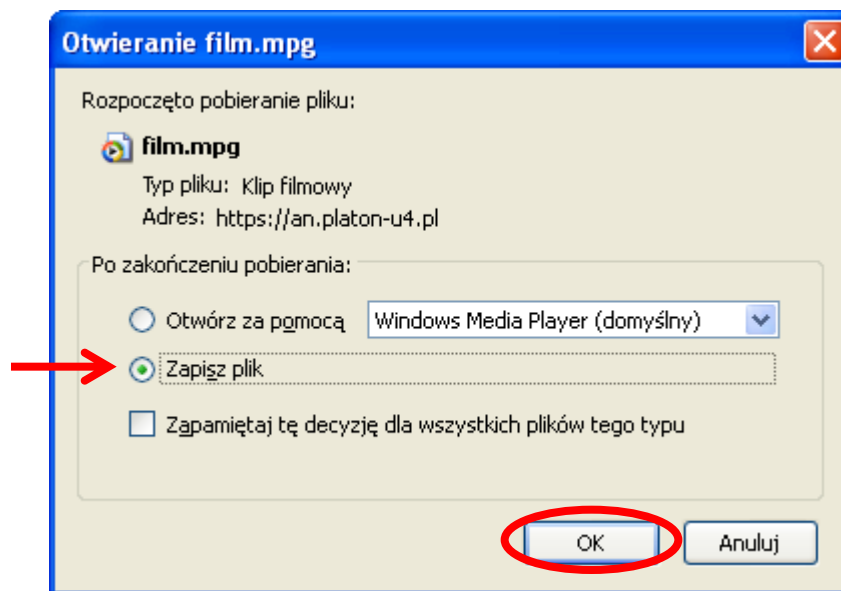 Otwieranie film.mpg
Rozpoczęto pobieranie pliku:
film.mpg
Typ pliku: Klip filmowy
Adres: https://an.platon-u4.pl
Po zakończeniu pobierania:
Otwórz za pomocą Windows Media Player (domyślny)
Zapisz plik
Zapamiętaj tę decyzję dla wszystkich plików tego typu
OK Anuluj